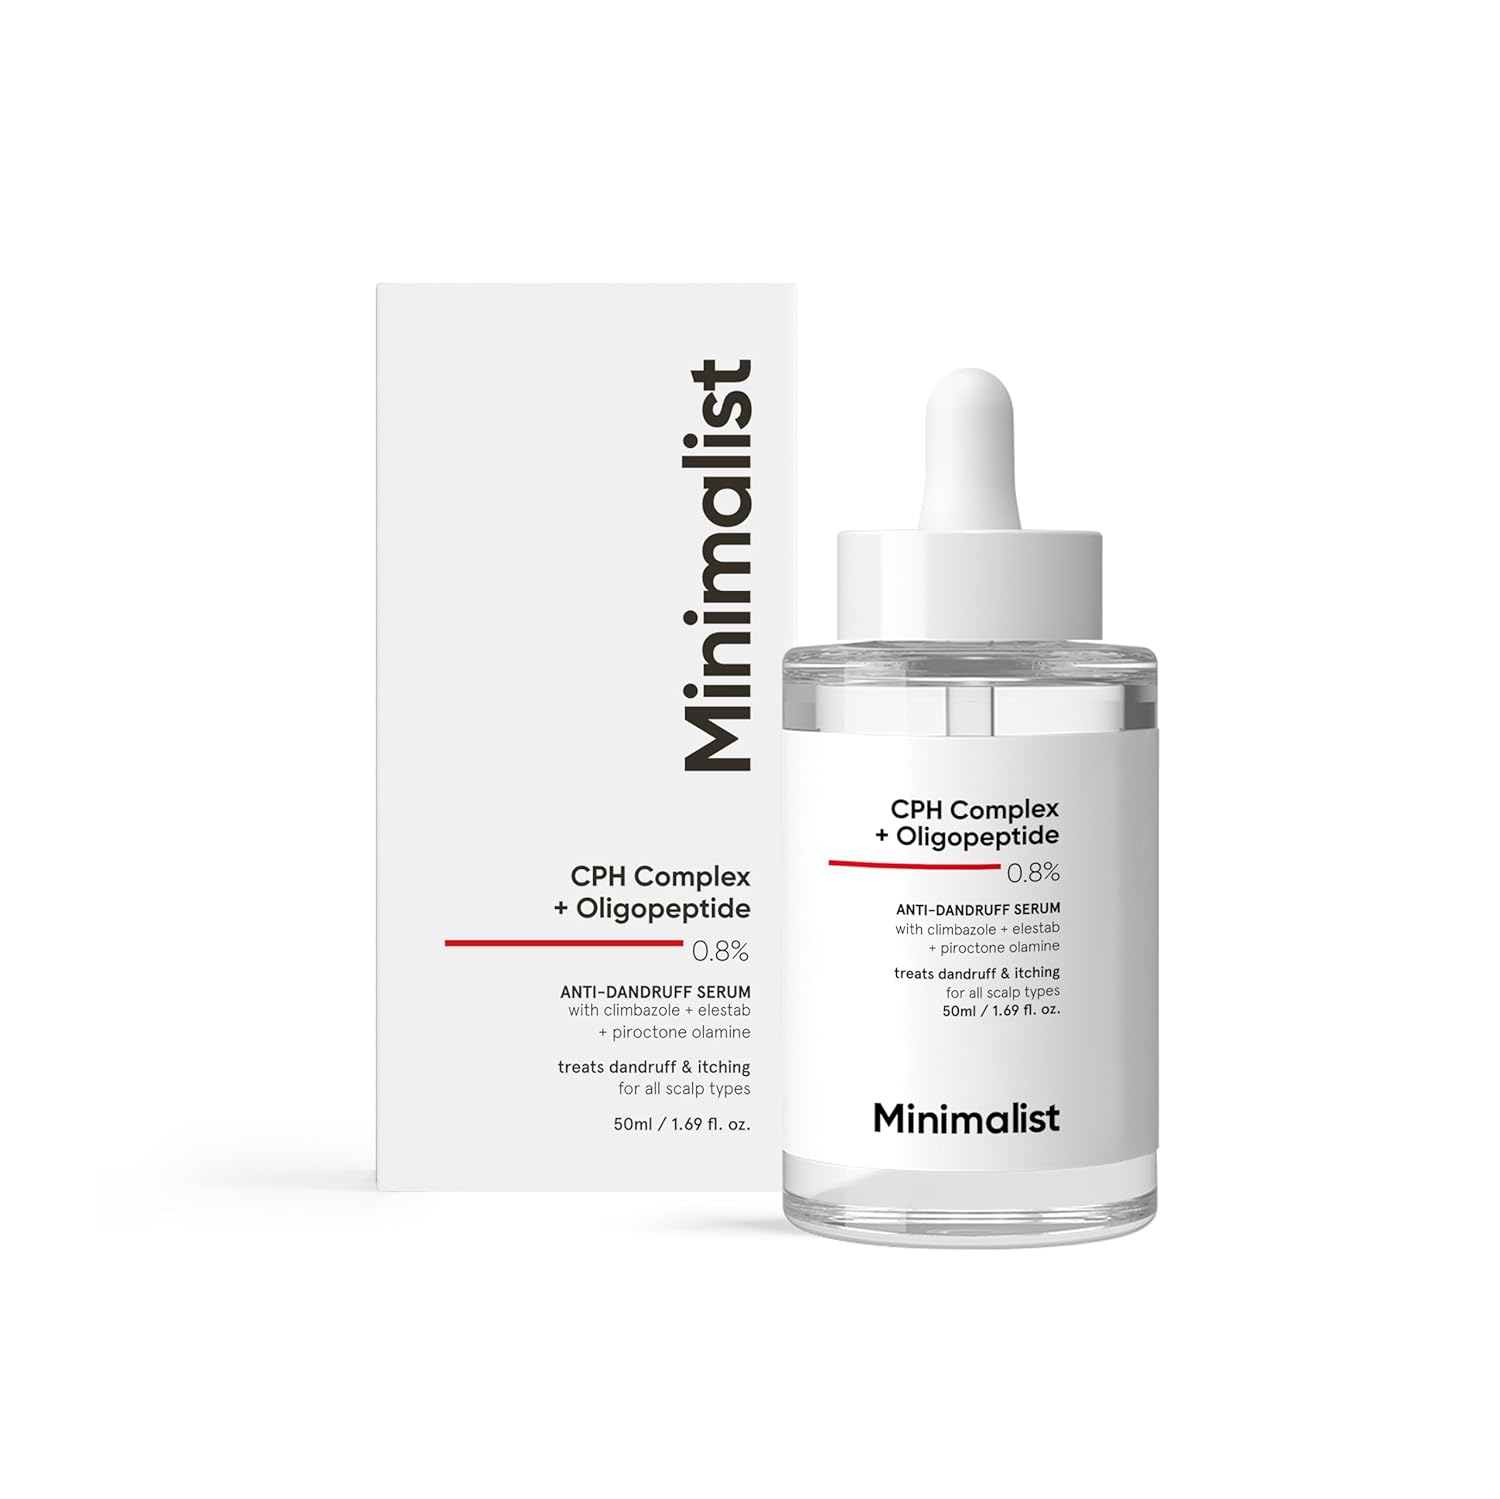 Minimalist
CPH Complex
+ Oligopeptide
0.8%
ANTI-DANDRUFF SERUM
with climbazole + elestab
+ piroctone olamine
treats dandruff & itching
for all scalp types
50ml / 1.69 fl. oz.
CPH Complex
+ Oligopeptide
0.8%
ANTI-DANDRUFF SERUM
with climbazole + elestab
+ piroctone olamine
treats dandruff & itching
for all scalp types
50ml / 1.69 fl. oz.
Minimalist